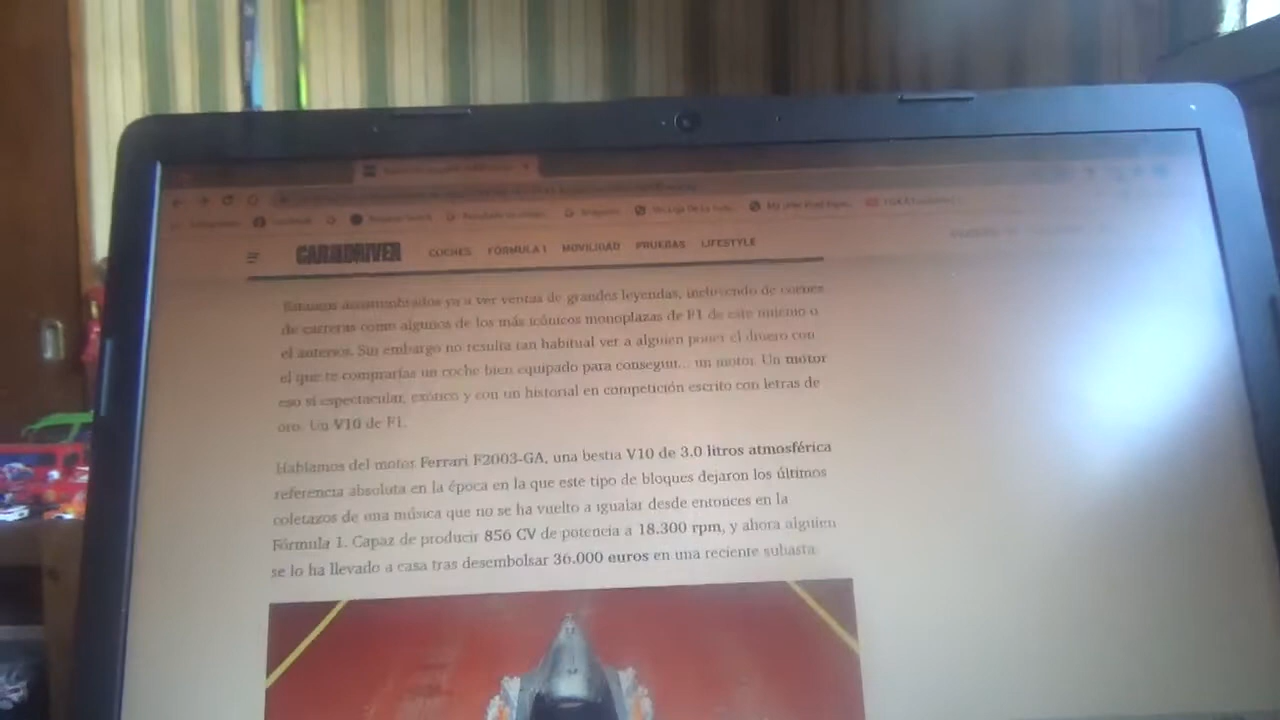 CAR AND DRIVER COCHES FÓRMULA 1 MOVILIDAD PRUEBAS LIFESTYLE
Estamos acostumbrados ya a ver ventas de grandes leyendas, incluyendo de coches
de carreras como algunos de los más icónicos monoplazas de F1 de este milenio o
el anterior. Sin embargo no resulta tan habitual ver a alguien poner el dinero con
el que te comprarías un coche bien equipado para conseguir... un motor. Un motor
eso sí espectacular, exótico y con un historial en competición escrito con letras de
oro. Un V10 de F1.
Hablamos del motor Ferrari F2003-GA, una bestia V10 de 3.0 litros atmosférica
referencia absoluta en la época en la que este tipo de bloques dejaron los últimos
coletazos de una música que no se ha vuelto a igualar desde entonces en la
Fórmula 1. Capaz de producir 856 CV de potencia a 18.300 rpm, y ahora alguien
se lo ha llevado a casa tras desembolsar 36.000 euros en una reciente subasta